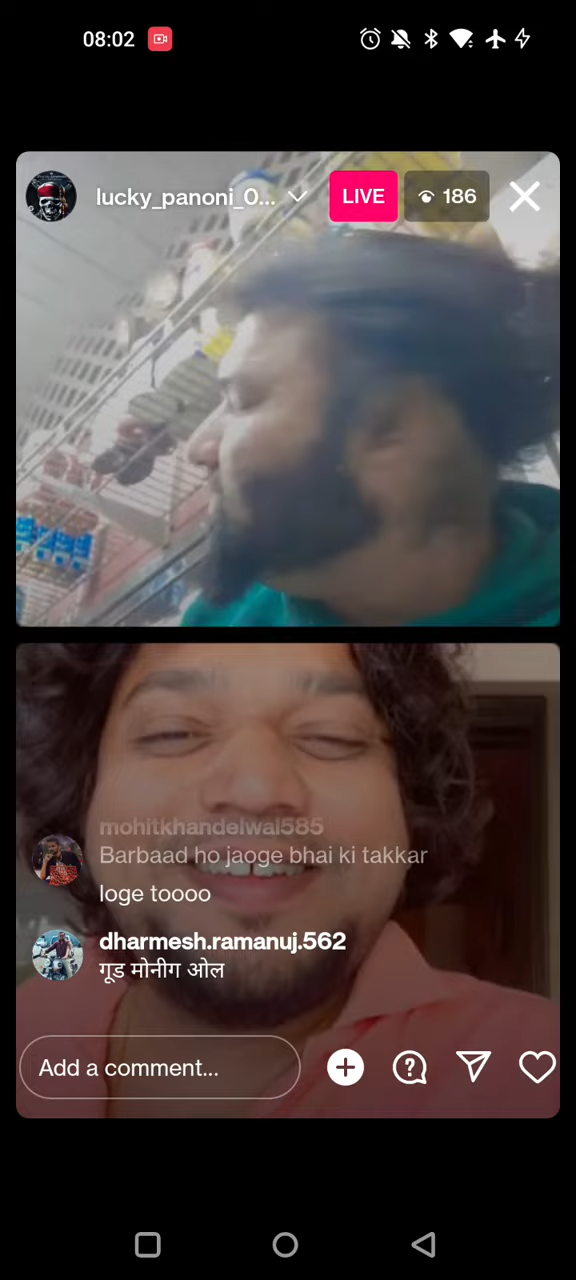 08:02
lucky_panoni_0...
LIVE
186
mohitkhandelwal585
Barbaad ho jaoge bhai ki takkar
loge toooo
dharmesh.ramanuj.562
गूड मोनीग ओल
Add a comment...